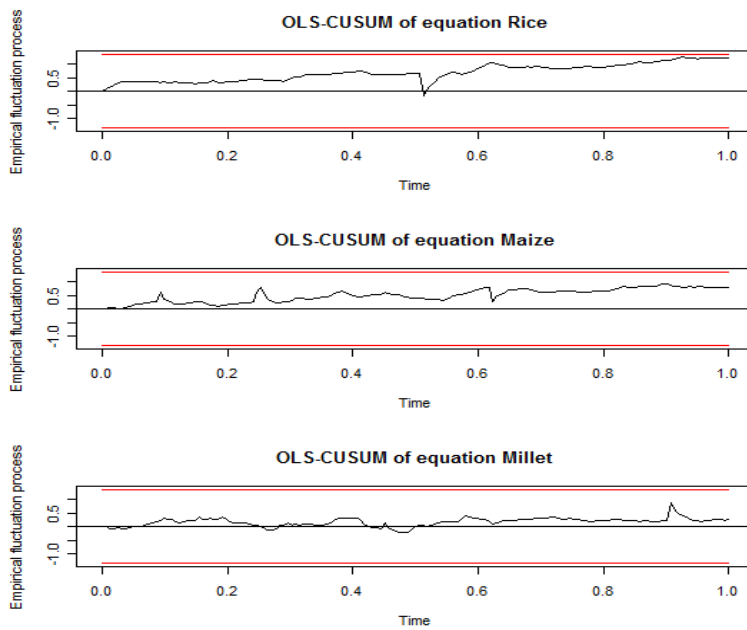 OLS-CUSUM of equation Rice
Empirical fluctuation process
0.5
-1.0
0.0 0.2 0.4 0.6 0.8 1.0
Time
OLS-CUSUM of equation Maize
Empirical fluctuation process
0.5
-1.0
0.0 0.2 0.4 0.6 0.8 1.0
Time
OLS-CUSUM of equation Millet
Empirical fluctuation process
0.5
-1.0
0.0 0.2 0.4 0.6 0.8 1.0
Time